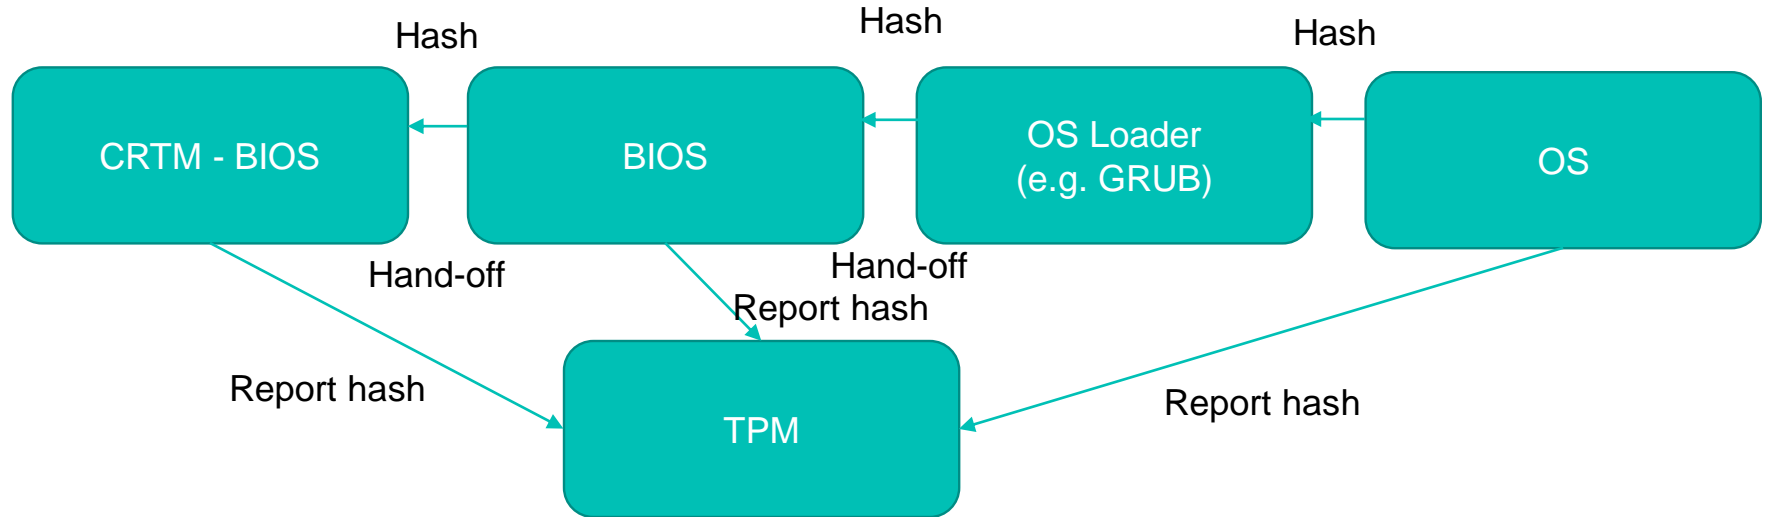 Hash
Hash
Hash
CRTM - BIOS
BIOS
OS Loader
(e.g. GRUB)
OS
Hand-off
Hand-off
Report hash
Report hash
Report hash
TPM